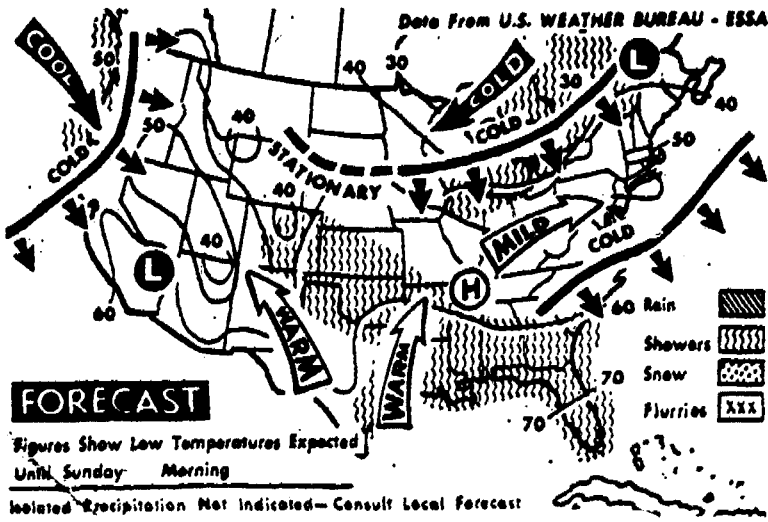 Data From U.S. WEATHER BUREAU - ESSA
COOL
50
40
30
COLD
30
L
40
COLD
50
40
STATIONARY
COLD
50
40
MILD
COLD
40
L
H
60
60
WARM
WARM
Rain
Showers
Snow
Flurries XXX
70
70
FORECAST
Figures Show Low Temperatures Expected
Until Sunday Morning
Isolated Precipitation Not Indicated— Consult Local Forecast